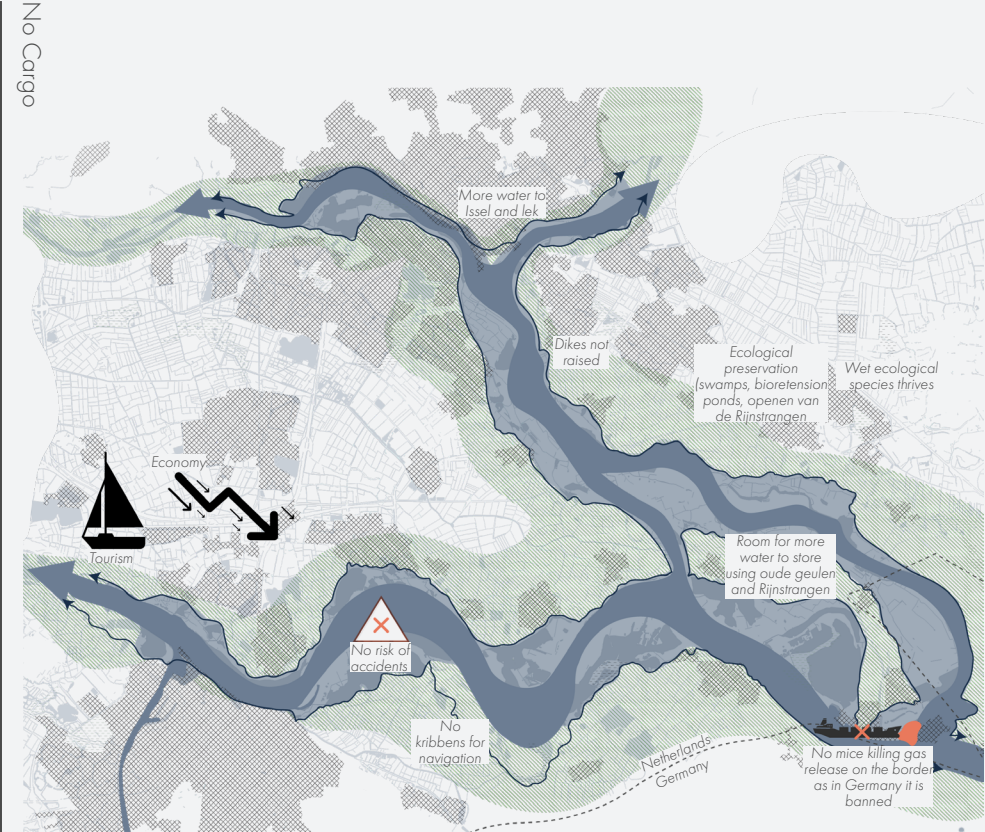 No Cargo
More water to
Issel and lek
Dikes not
raised
Ecological
preservation
(swamps, bioretension
ponds, openen van
de Rijnstrangen
Wet ecological
species thrives
Economy
Tourism
Room for more
water to store
using oude geulen
and Rijnstrangen
No risk of
accidents
No
kribbens for
navigation
Netherlands
Germany
No mice killing gas
release on the border
as in Germany it is
banned